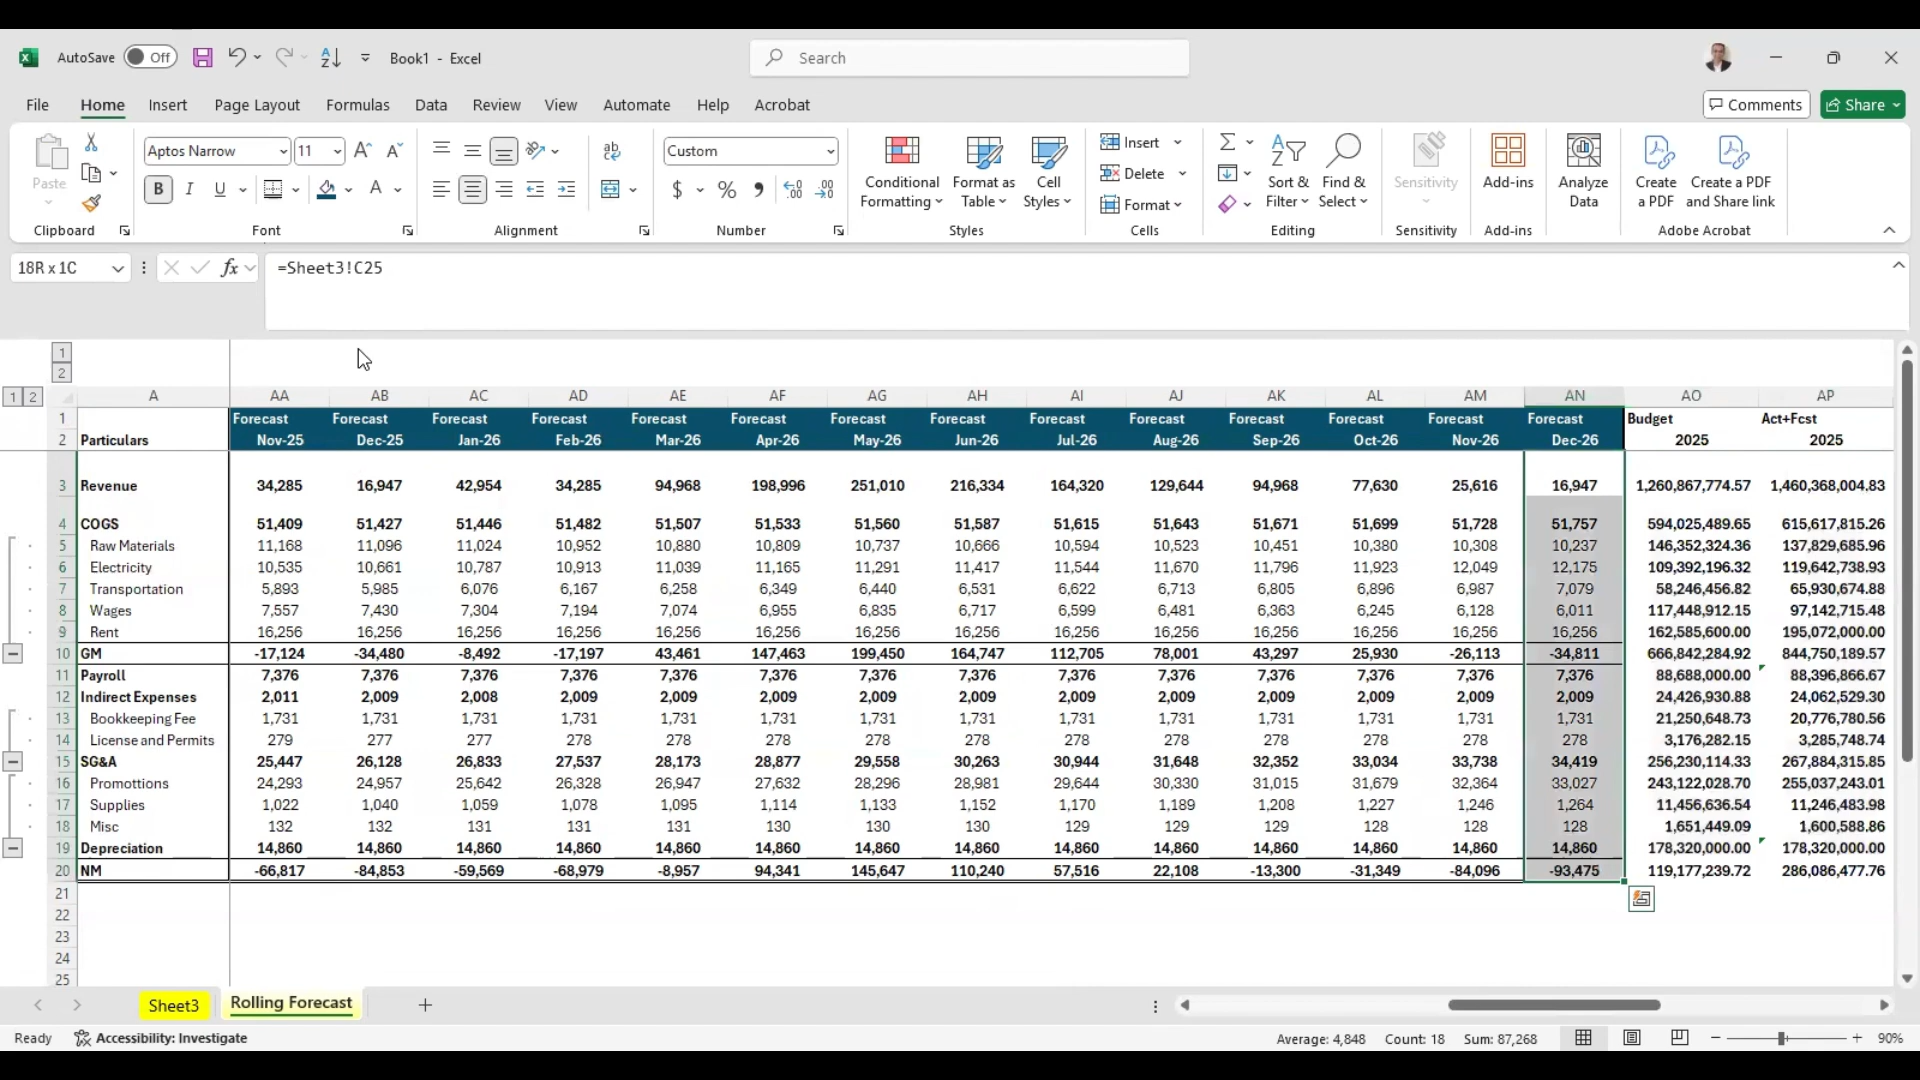 AutoSave Off Book1 - Excel Search
File Home Insert Page Layout Formulas Data Review View Automate Help Acrobat Comments Share
Paste Aptos Narrow 11 A A ab Custom Conditional Formatting Format as Table Cell Styles Insert Delete Format Sort & Filter Find & Select Sensitivity Add-ins Analyze Data Create a PDF Create a PDF and Share link
B I U A $ % 9
Clipboard Font Alignment Number Styles Cells Editing Sensitivity Add-ins Adobe Acrobat
18R x 1C fx =Sheet3!C25
1
2
1 2 A AA AB AC AD AE AF AG AH AI AJ AK AL AM AN AO AP
1 Forecast Forecast Forecast Forecast Forecast Forecast Forecast Forecast Forecast Forecast Forecast Forecast Forecast Forecast Budget Act+Fcst
2 Particulars Nov-25 Dec-25 Jan-26 Feb-26 Mar-26 Apr-26 May-26 Jun-26 Jul-26 Aug-26 Sep-26 Oct-26 Nov-26 Dec-26 2025 2025
3 Revenue 34,285 16,947 42,954 34,285 94,968 198,996 251,010 216,334 164,320 129,644 94,968 77,630 25,616 16,947 1,260,867,774.57 1,460,368,004.83
4 COGS 51,409 51,427 51,446 51,482 51,507 51,533 51,560 51,587 51,615 51,643 51,671 51,699 51,728 51,757 594,025,489.65 615,617,815.26
5 Raw Materials 11,168 11,096 11,024 10,952 10,880 10,809 10,737 10,666 10,594 10,523 10,451 10,380 10,308 10,237 146,352,324.36 137,829,685.96
6 Electricity 10,535 10,661 10,787 10,913 11,039 11,165 11,291 11,417 11,544 11,670 11,796 11,923 12,049 12,175 109,392,196.32 119,642,738.93
7 Transportation 5,893 5,985 6,076 6,167 6,258 6,349 6,440 6,531 6,622 6,713 6,805 6,896 6,987 7,079 58,246,456.82 65,930,674.88
8 Wages 7,557 7,430 7,304 7,194 7,074 6,955 6,835 6,717 6,599 6,481 6,363 6,245 6,128 6,011 117,448,912.15 97,142,715.48
9 Rent 16,256 16,256 16,256 16,256 16,256 16,256 16,256 16,256 16,256 16,256 16,256 16,256 16,256 16,256 162,585,600.00 195,072,000.00
10 GM -17,124 -34,480 -8,492 -17,197 43,461 147,463 199,450 164,747 112,705 78,001 43,297 25,930 -26,113 -34,811 666,842,284.92 844,750,189.57
11 Payroll 7,376 7,376 7,376 7,376 7,376 7,376 7,376 7,376 7,376 7,376 7,376 7,376 7,376 7,376 88,688,000.00 88,396,866.67
12 Indirect Expenses 2,011 2,009 2,008 2,009 2,009 2,009 2,009 2,009 2,009 2,009 2,009 2,009 2,009 2,009 24,426,930.88 24,062,529.30
13 Bookkeeping Fee 1,731 1,731 1,731 1,731 1,731 1,731 1,731 1,731 1,731 1,731 1,731 1,731 1,731 1,731 21,250,648.73 20,776,780.56
14 License and Permits 279 277 277 278 278 278 278 278 278 278 278 278 278 278 3,176,282.15 3,285,748.74
15 SG&A 25,447 26,128 26,833 27,537 28,173 28,877 29,558 30,263 30,944 31,648 32,352 33,034 33,738 34,419 256,230,114.33 267,884,315.85
16 Promottions 24,293 24,957 25,642 26,328 26,947 27,632 28,296 28,981 29,644 30,330 31,015 31,679 32,364 33,027 243,122,028.70 255,037,243.01
17 Supplies 1,022 1,040 1,059 1,078 1,095 1,114 1,133 1,152 1,170 1,189 1,208 1,227 1,246 1,264 11,456,636.54 11,246,483.98
18 Misc 132 132 131 131 131 130 130 130 129 129 129 128 128 128 1,651,449.09 1,600,588.86
19 Depreciation 14,860 14,860 14,860 14,860 14,860 14,860 14,860 14,860 14,860 14,860 14,860 14,860 14,860 14,860 178,320,000.00 178,320,000.00
20 NM -66,817 -84,853 -59,569 -68,979 -8,957 94,341 145,647 110,240 57,516 22,108 -13,300 -31,349 -84,096 -93,475 119,177,239.72 286,086,477.76
21
22
23
24
25
Sheet3 Rolling Forecast
Ready Accessibility: Investigate Average: 4,848 Count: 18 Sum: 87,268 90%